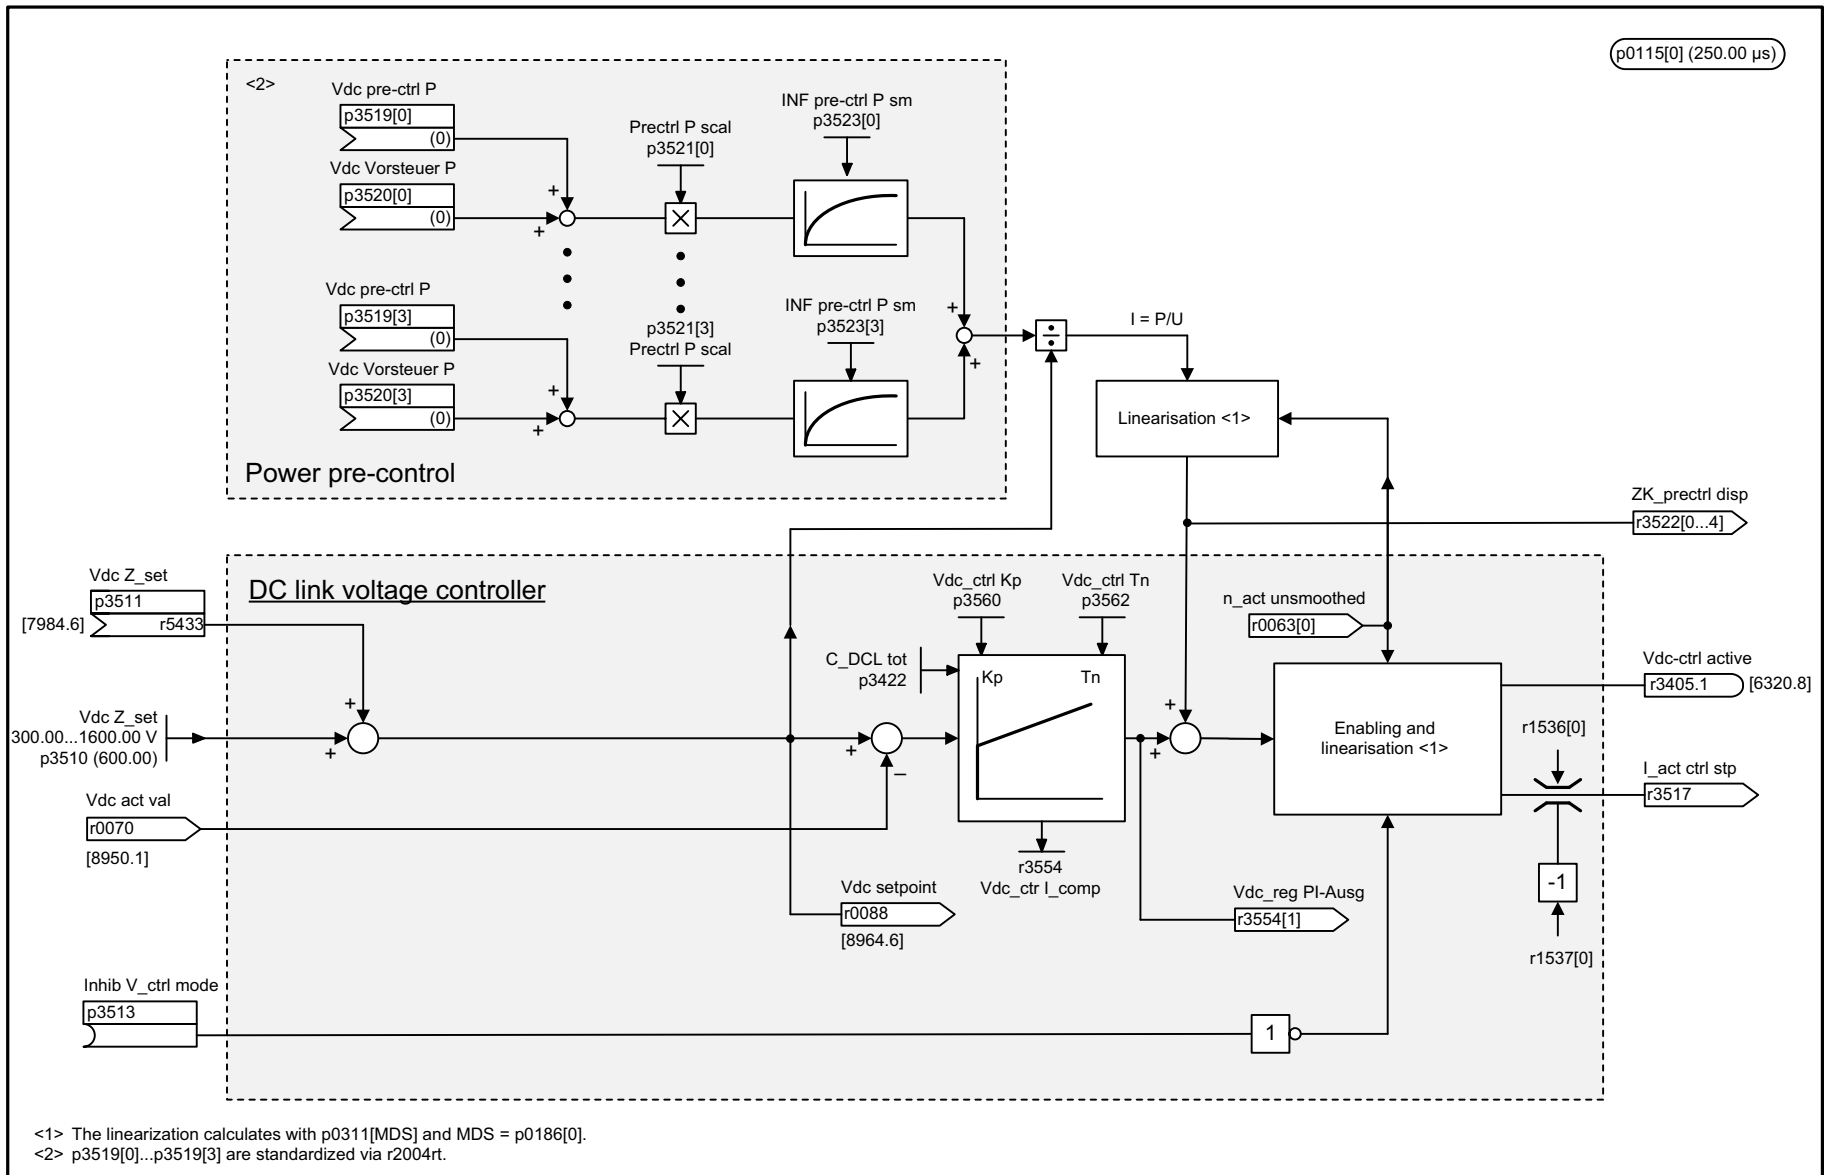 p0115[0] (250.00 µs)
<2>
Vdc pre-ctrl P
p3519[0]
(0)
Vdc Vorsteuer P
p3520[0]
(0)
+
+
Prectrl P scal
p3521[0]
INF pre-ctrl P sm
p3523[0]
Vdc pre-ctrl P
p3519[3]
(0)
Vdc Vorsteuer P
p3520[3]
(0)
+
+
p3521[3]
Prectrl P scal
INF pre-ctrl P sm
p3523[3]
+
+
Power pre-control
I = P/U
Linearisation <1>
ZK_prectrl disp
r3522[0...4]
DC link voltage controller
Vdc Z_set
p3511
[7984.6]
r5433
Vdc Z_set
300.00...1600.00 V
p3510 (600.00)
+
+
Vdc act val
r0070
[8950.1]
+
–
Vdc_ctrl Kp
p3560
Vdc_ctrl Tn
p3562
C_DCL tot
p3422
Kp
Tn
r3554
Vdc_ctr I_comp
Vdc setpoint
r0088
[8964.6]
+
+
n_act unsmoothed
r0063[0]
Enabling and
linearisation <1>
Vdc_reg PI-Ausg
r3554[1]
Vdc-ctrl active
r3405.1
[6320.8]
r1536[0]
I_act ctrl stp
r3517
-1
r1537[0]
Inhib V_ctrl mode
p3513
1
<1> The linearization calculates with p0311[MDS] and MDS = p0186[0].
<2> p3519[0]...p3519[3] are standardized via r2004rt.